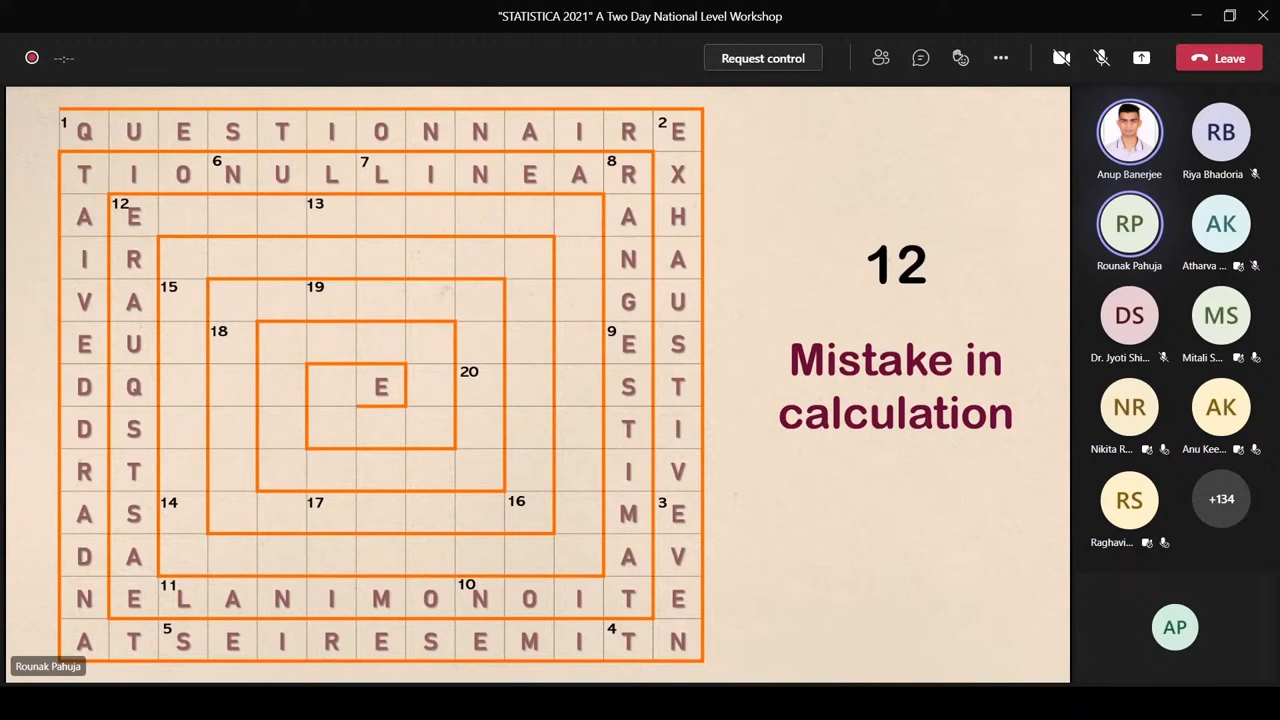 "STATISTICA 2021" A Two Day National Level Workshop
--:--
Request control
Leave
1 Q U E S T I O N N A I R 2 E
T I O 6 N U L 7 L I N E A 8 R X
A 12 E 13 A H
I R N A
V A 15 19 G U
E U 18 9 E S
D Q E 20 S T
D S T I
R T I V
A S 14 17 16 M 3 E
D A A V
N E 11 L A N I M O 10 N O I T E
A T 5 S E I R E S E M I 4 T N
12
Mistake in
calculation
Rounak Pahuja
RB
Anup Banerjee
Riya Bhadoria
RP
AK
Rounak Pahuja
Atharva ...
DS
MS
Dr. Jyoti Shi...
Mitali S...
NR
AK
Nikita R...
Anu Kee...
RS
+134
Raghavi...
AP